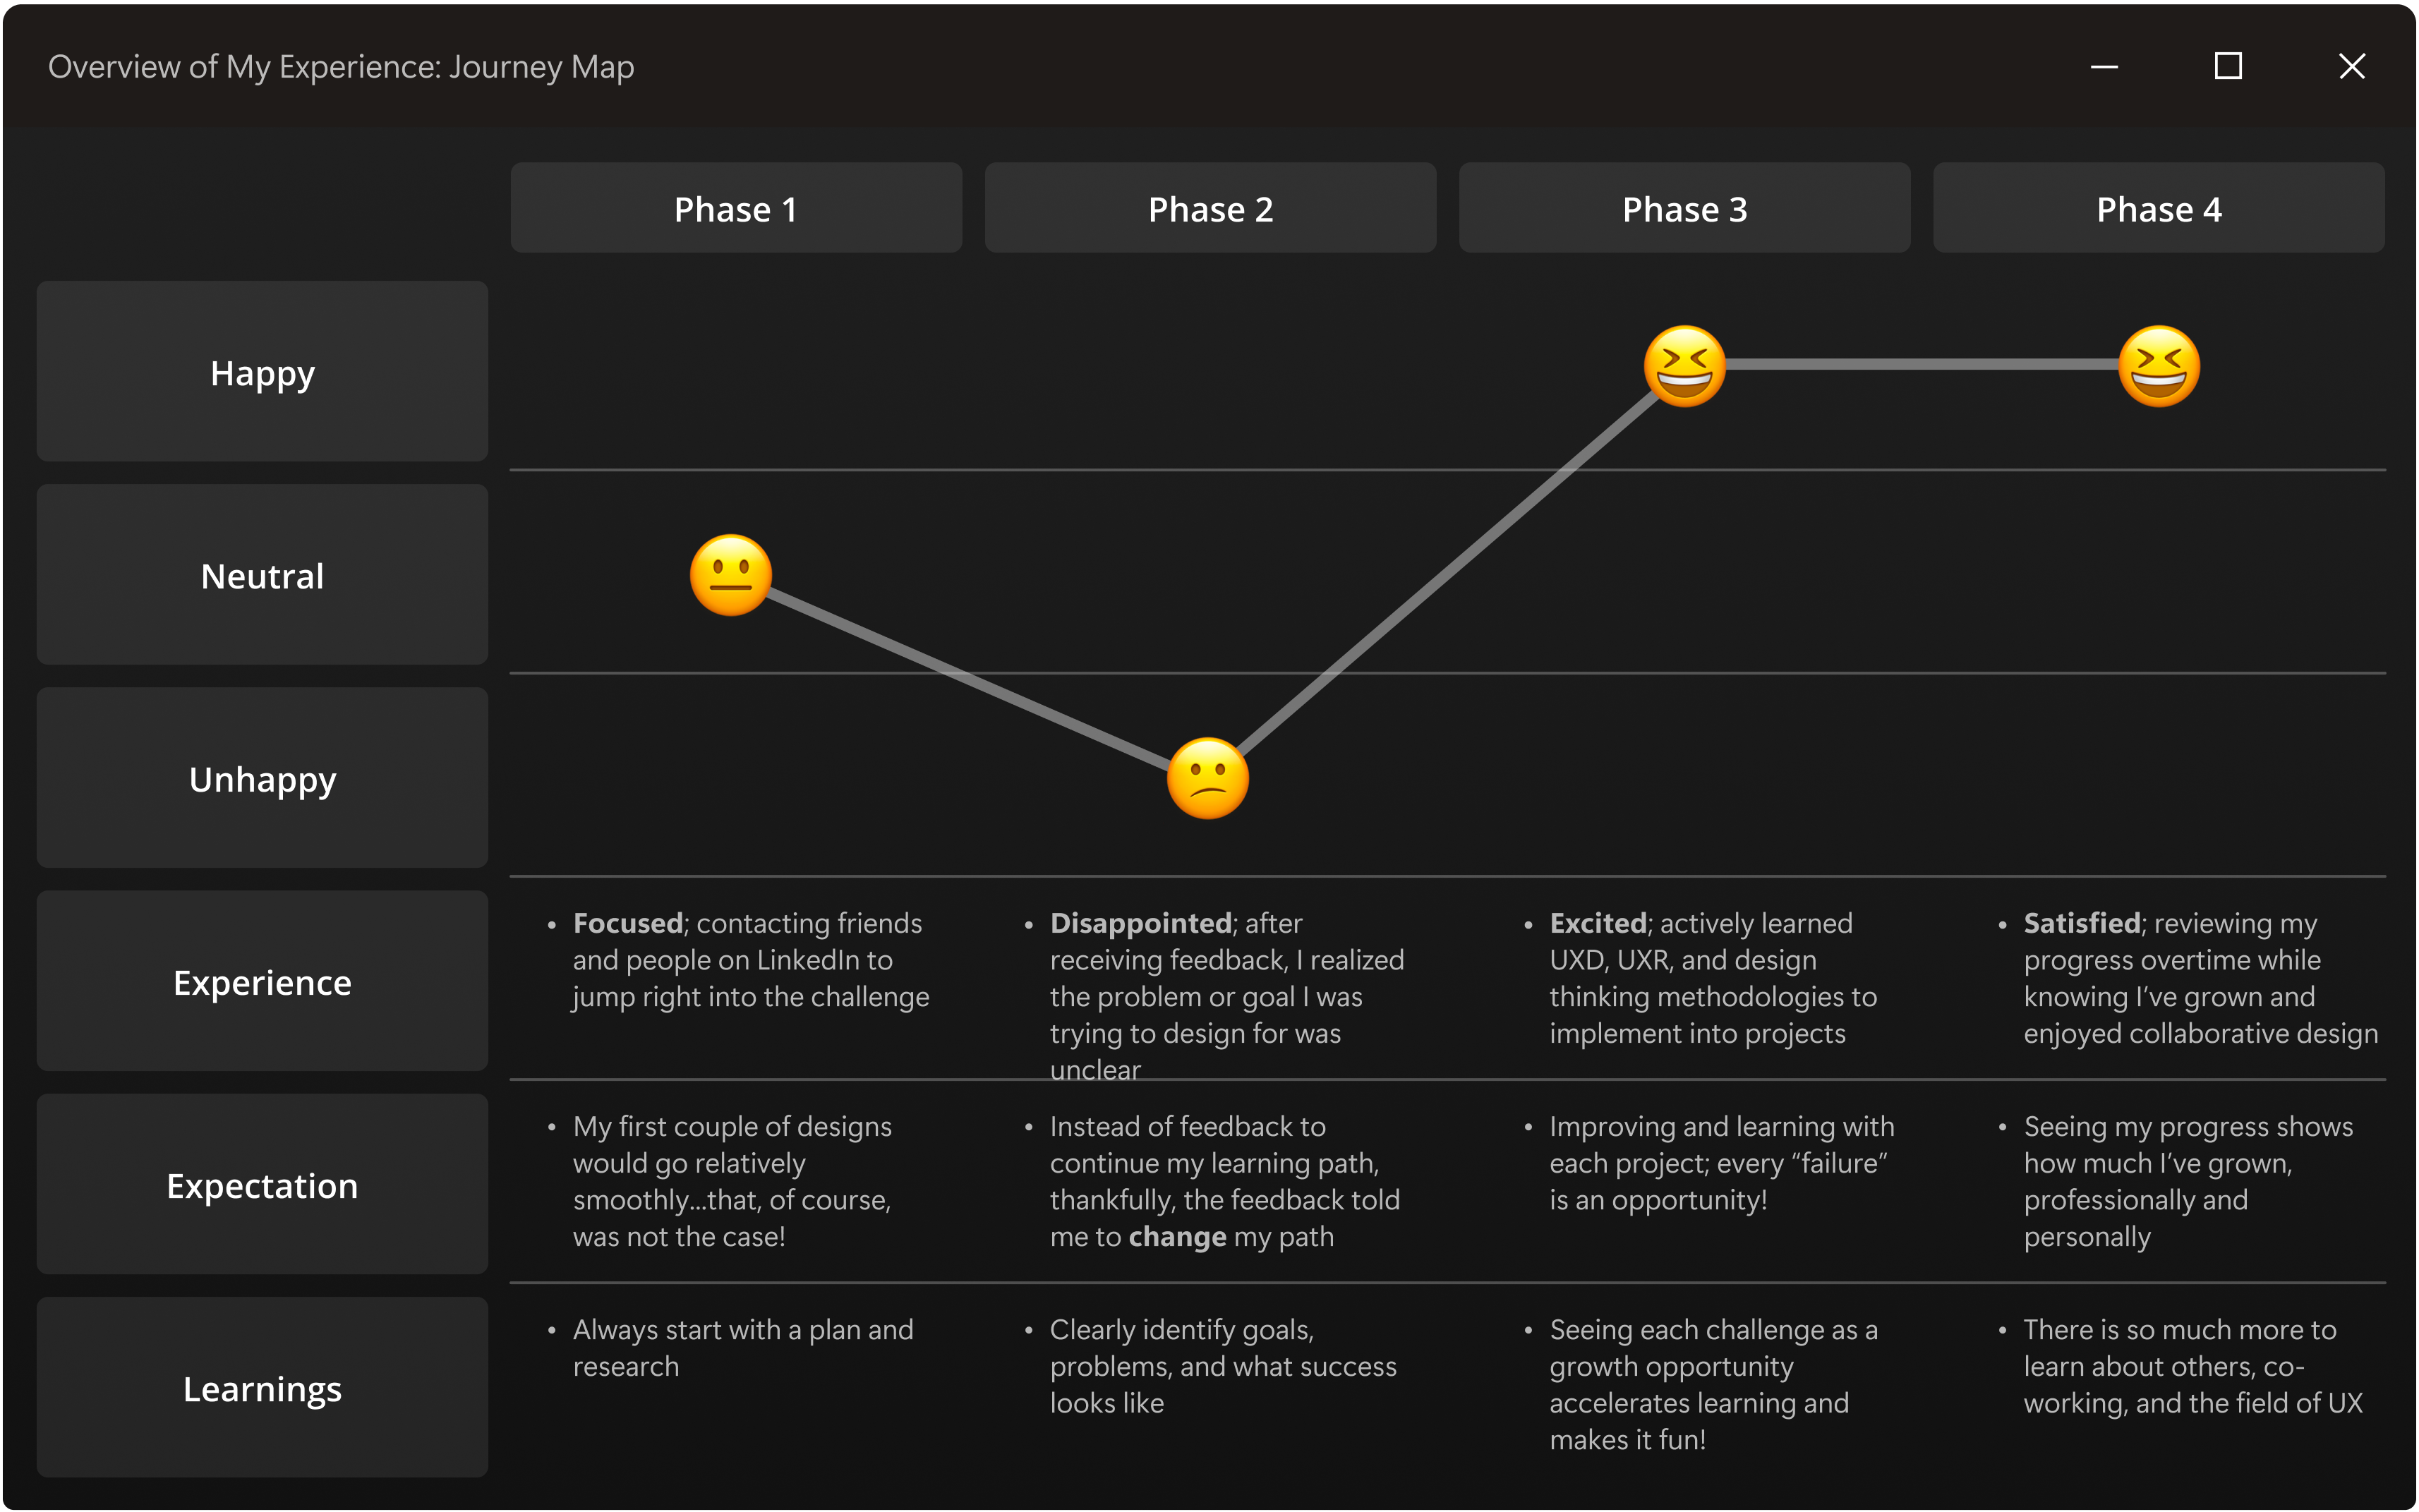 Overview of My Experience: Journey Map
Phase 1
Phase 2
Phase 3
Phase 4
Happy
Neutral
Unhappy
Experience
• Focused; contacting friends
and people on LinkedIn to
jump right into the challenge
• Disappointed; after
receiving feedback, I realized
the problem or goal I was
trying to design for was
unclear
• Excited; actively learned
UXD, UXR, and design
thinking methodologies to
implement into projects
• Satisfied; reviewing my
progress overtime while
knowing I’ve grown and
enjoyed collaborative design
Expectation
• My first couple of designs
would go relatively
smoothly...that, of course,
was not the case!
• Instead of feedback to
continue my learning path,
thankfully, the feedback told
me to change my path
• Improving and learning with
each project; every “failure”
is an opportunity!
• Seeing my progress shows
how much I’ve grown,
professionally and
personally
Learnings
• Always start with a plan and
research
• Clearly identify goals,
problems, and what success
looks like
• Seeing each challenge as a
growth opportunity
accelerates learning and
makes it fun!
• There is so much more to
learn about others, co-
working, and the field of UX